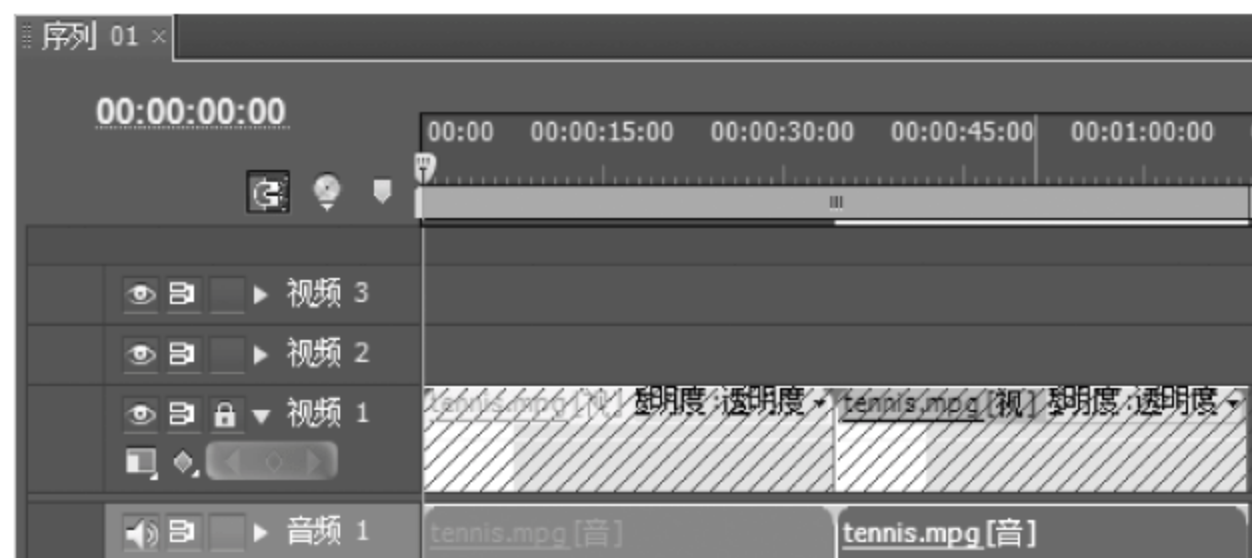 序列 01
00:00:00:00
00:00 00:00:15:00 00:00:30:00 00:00:45:00 00:01:00:00
视频 3
视频 2
视频 1 tennis.mpg [视] 透明度:透明度 tennis.mpg [视] 透明度:透明度
音频 1 tennis.mpg [音] tennis.mpg [音]